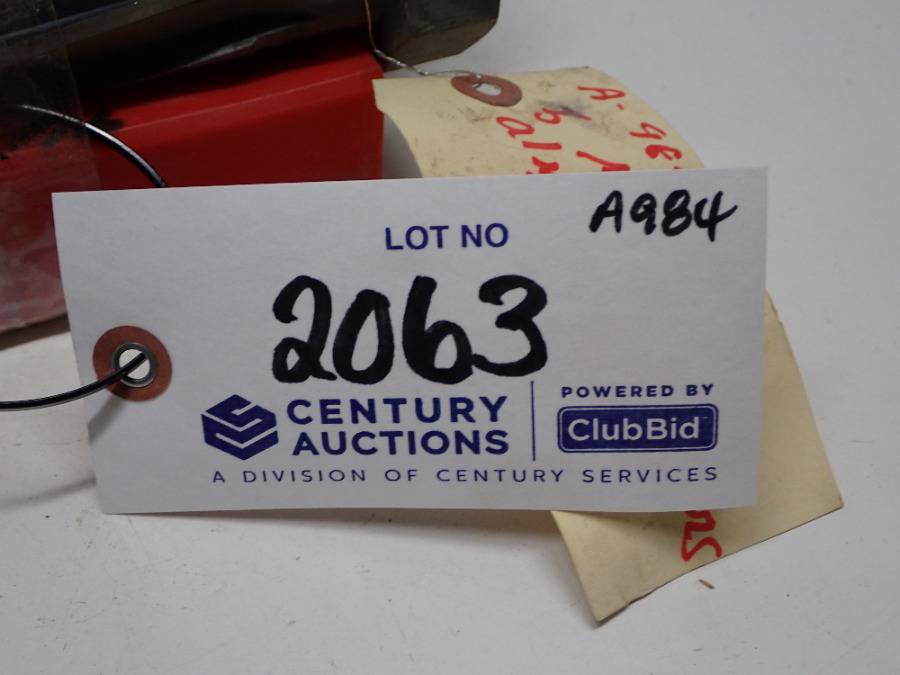 A984
LOT NO
2063
CENTURY
AUCTIONS
POWERED BY
ClubBid
A DIVISION OF CENTURY SERVICES